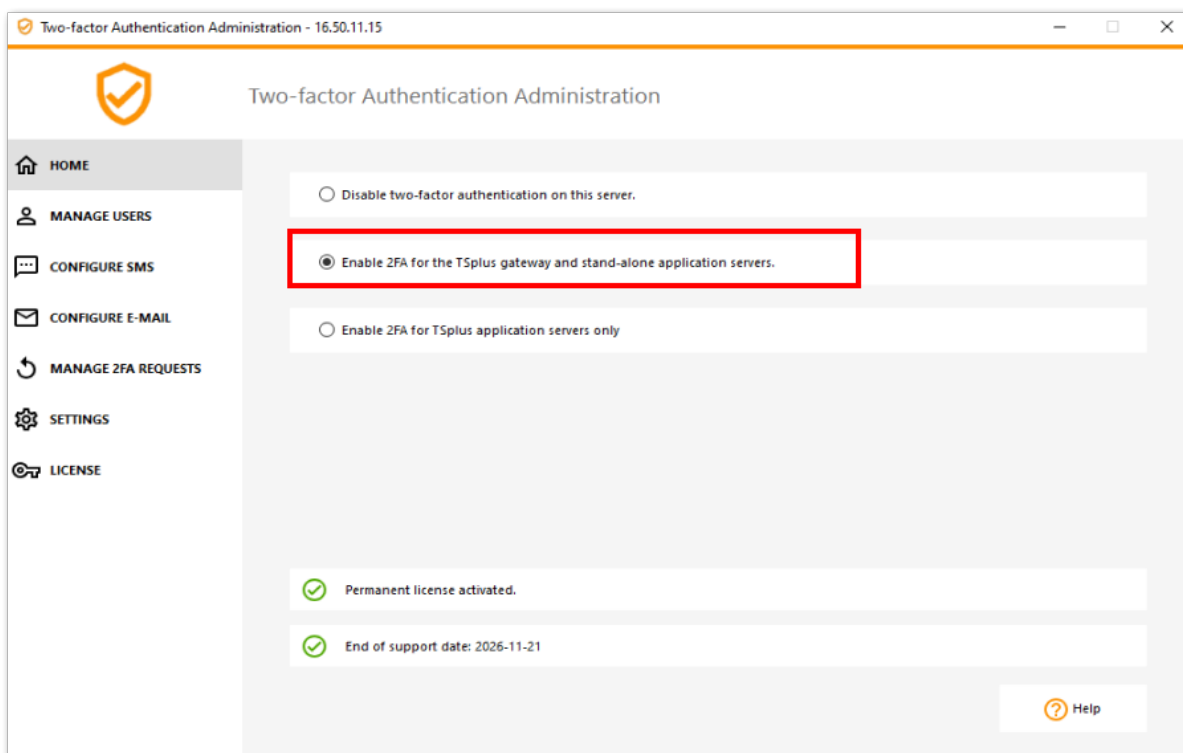 Two-factor Authentication Administration - 16.50.11.15
Two-factor Authentication Administration
HOME
MANAGE USERS
CONFIGURE SMS
CONFIGURE E-MAIL
MANAGE 2FA REQUESTS
SETTINGS
LICENSE
Disable two-factor authentication on this server.
Enable 2FA for the TSplus gateway and stand-alone application servers.
Enable 2FA for TSplus application servers only
Permanent license activated.
End of support date: 2026-11-21
Help